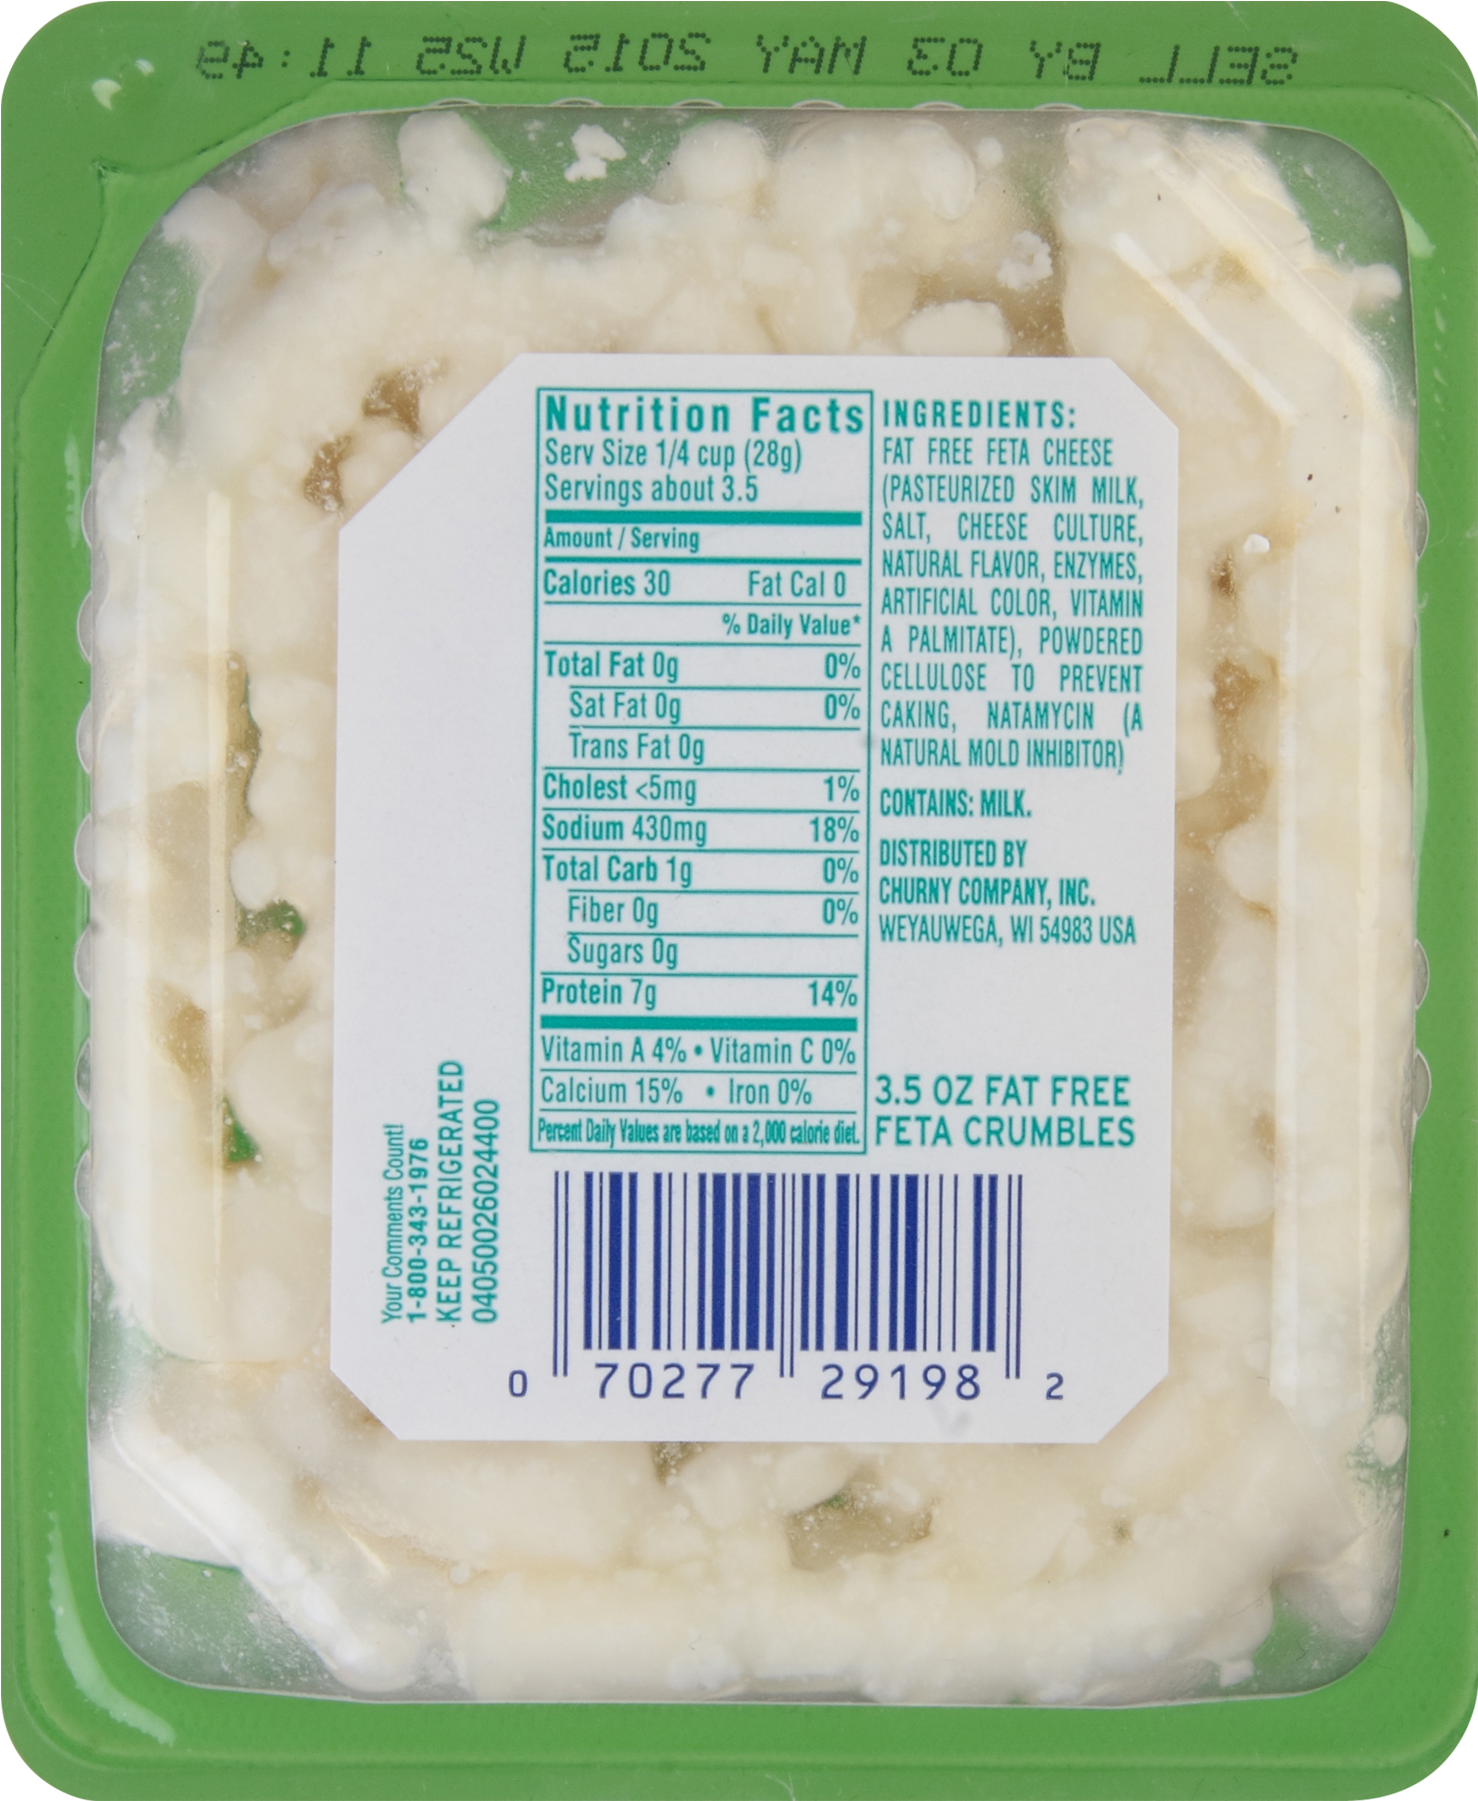 SELL BY 03 MAY 2015
Nutrition Facts
Serv Size 1/4 cup (28g)
Servings about 3.5
Amount / Serving
Calories 30 Fat Cal 0
% Daily Value*
Total Fat 0g 0%
Sat Fat 0g 0%
Trans Fat 0g
Cholest <5mg 1%
Sodium 430mg 18%
Total Carb 1g 0%
Fiber 0g 0%
Sugars 0g
Protein 7g 14%
Vitamin A 4% • Vitamin C 0%
Calcium 15% • Iron 0%
Percent Daily Values are based on a 2,000 calorie diet.
INGREDIENTS:
FAT FREE FETA CHEESE
(PASTEURIZED SKIM MILK,
SALT, CHEESE CULTURE,
NATURAL FLAVOR, ENZYMES,
ARTIFICIAL COLOR, VITAMIN
A PALMITATE), POWDERED
CELLULOSE TO PREVENT
CAKING, NATAMYCIN (A
NATURAL MOLD INHIBITOR)
CONTAINS: MILK.
DISTRIBUTED BY
CHURNY COMPANY, INC.
WEYAUWEGA, WI 54983 USA
3.5 OZ FAT FREE
FETA CRUMBLES
Your Comments Count!
1-800-343-1976
KEEP REFRIGERATED
04050026024400
0 70277 29198 2